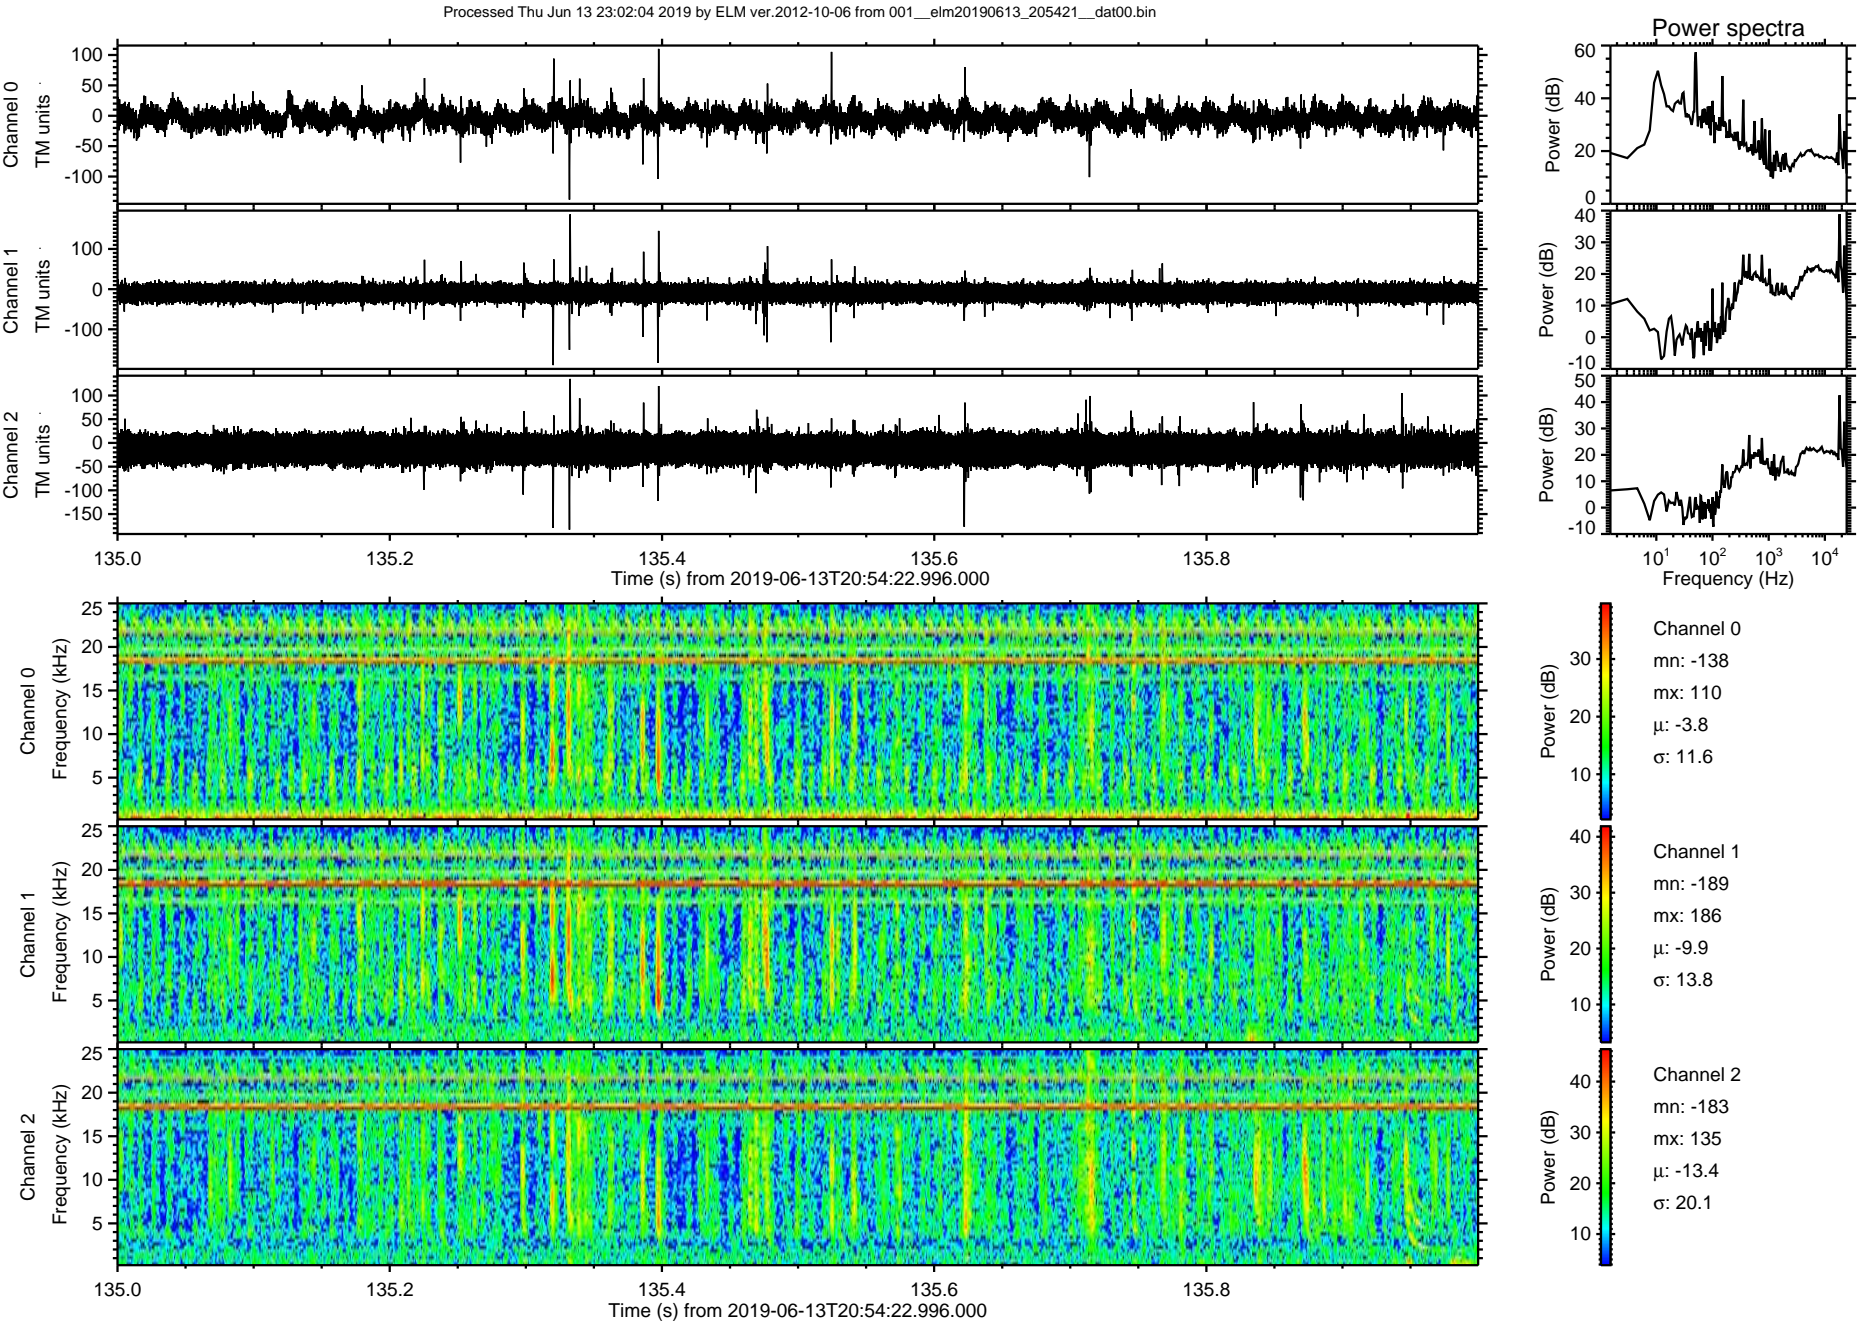 Processed Thu Jun 13 23:02:04 2019 by ELM ver.2012-10-06 from 001__elm20190613_205421__dat00.bin
Channel 0
TM units
100
50
0
-50
-100
Channel 1
TM units
100
0
-100
Channel 2
TM units
100
50
0
-50
-100
-150
135.0
135.2
135.4
135.6
135.8
Time (s) from 2019-06-13T20:54:22.996.000
Power spectra
Power (dB)
60
40
20
0
Power (dB)
40
30
20
10
0
-10
Power (dB)
50
40
30
20
10
0
-10
10^1
10^2
10^3
10^4
Frequency (Hz)
Channel 0
Frequency (kHz)
25
20
15
10
5
Power (dB)
30
20
10
Channel 0
mn: -138
mx: 110
μ: -3.8
σ: 11.6
Channel 1
Frequency (kHz)
25
20
15
10
5
Power (dB)
40
30
20
10
Channel 1
mn: -189
mx: 186
μ: -9.9
σ: 13.8
Channel 2
Frequency (kHz)
25
20
15
10
5
Power (dB)
40
30
20
10
Channel 2
mn: -183
mx: 135
μ: -13.4
σ: 20.1
135.0
135.2
135.4
135.6
135.8
Time (s) from 2019-06-13T20:54:22.996.000